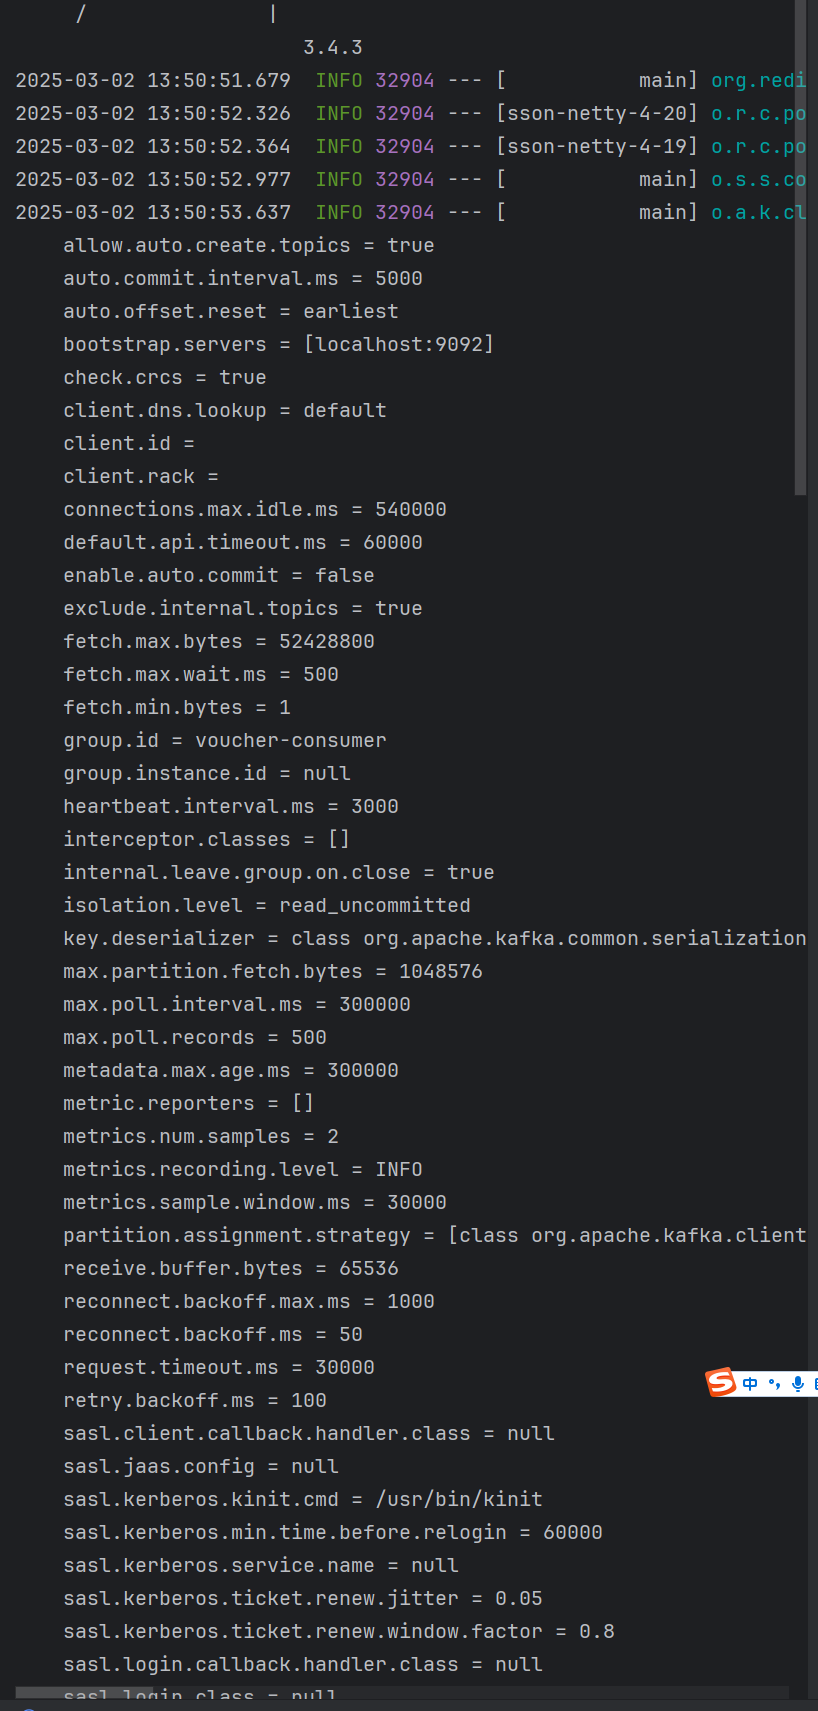 / |
3.4.3
2025-03-02 13:50:51.679 INFO 32904 --- [ main] org.redi
2025-03-02 13:50:52.326 INFO 32904 --- [sson-netty-4-20] o.r.c.po
2025-03-02 13:50:52.364 INFO 32904 --- [sson-netty-4-19] o.r.c.po
2025-03-02 13:50:52.977 INFO 32904 --- [ main] o.s.s.co
2025-03-02 13:50:53.637 INFO 32904 --- [ main] o.a.k.cl
allow.auto.create.topics = true
auto.commit.interval.ms = 5000
auto.offset.reset = earliest
bootstrap.servers = [localhost:9092]
check.crcs = true
client.dns.lookup = default
client.id =
client.rack =
connections.max.idle.ms = 540000
default.api.timeout.ms = 60000
enable.auto.commit = false
exclude.internal.topics = true
fetch.max.bytes = 52428800
fetch.max.wait.ms = 500
fetch.min.bytes = 1
group.id = voucher-consumer
group.instance.id = null
heartbeat.interval.ms = 3000
interceptor.classes = []
internal.leave.group.on.close = true
isolation.level = read_uncommitted
key.deserializer = class org.apache.kafka.common.serialization
max.partition.fetch.bytes = 1048576
max.poll.interval.ms = 300000
max.poll.records = 500
metadata.max.age.ms = 300000
metric.reporters = []
metrics.num.samples = 2
metrics.recording.level = INFO
metrics.sample.window.ms = 30000
partition.assignment.strategy = [class org.apache.kafka.client
receive.buffer.bytes = 65536
reconnect.backoff.max.ms = 1000
reconnect.backoff.ms = 50
request.timeout.ms = 30000
中
retry.backoff.ms = 100
sasl.client.callback.handler.class = null
sasl.jaas.config = null
sasl.kerberos.kinit.cmd = /usr/bin/kinit
sasl.kerberos.min.time.before.relogin = 60000
sasl.kerberos.service.name = null
sasl.kerberos.ticket.renew.jitter = 0.05
sasl.kerberos.ticket.renew.window.factor = 0.8
sasl.login.callback.handler.class = null
sasl.login.class = null